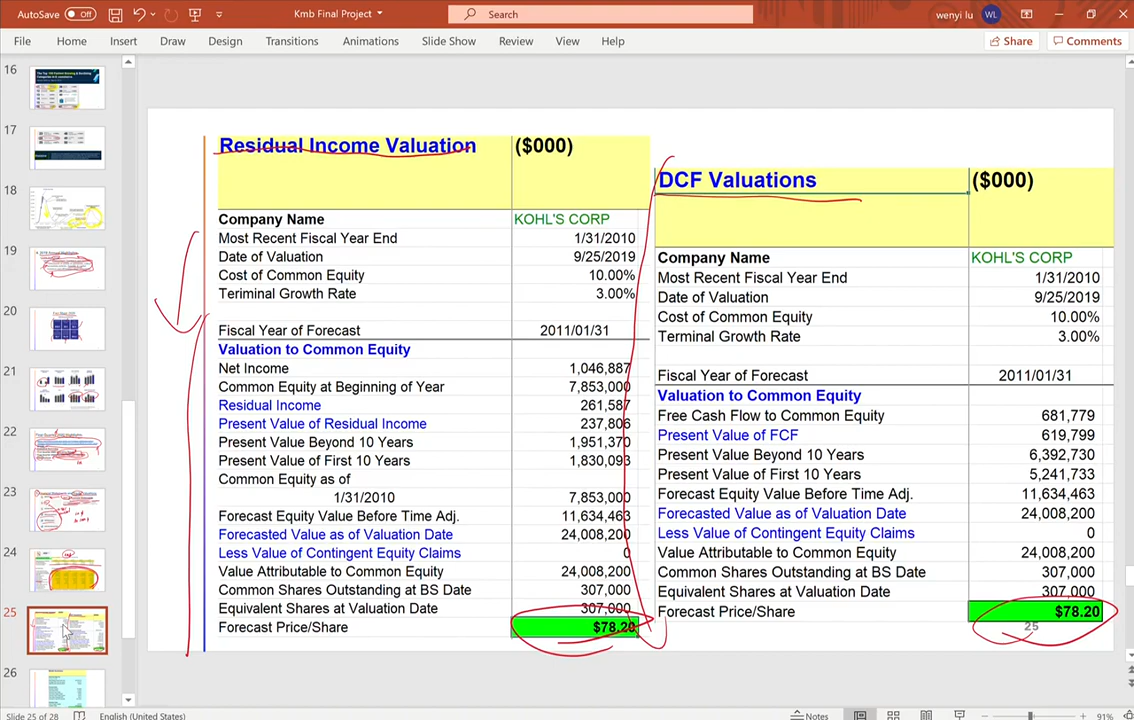 AutoSave Off
Kmb Final Project
Search
wenyi lu WL
File Home Insert Draw Design Transitions Animations Slide Show Review View Help Share Comments
16
17
18
19
20
21
22
23
24
25
26
Residual Income Valuation ($000)
Company Name KOHL'S CORP
Most Recent Fiscal Year End 1/31/2010
Date of Valuation 9/25/2019
Cost of Common Equity 10.00%
Teriminal Growth Rate 3.00%
Fiscal Year of Forecast 2011/01/31
Valuation to Common Equity
Net Income 1,046,887
Common Equity at Beginning of Year 7,853,000
Residual Income 261,587
Present Value of Residual Income 237,806
Present Value Beyond 10 Years 1,951,370
Present Value of First 10 Years 1,830,093
Common Equity as of
1/31/2010 7,853,000
Forecast Equity Value Before Time Adj. 11,634,463
Forecasted Value as of Valuation Date 24,008,200
Less Value of Contingent Equity Claims 0
Value Attributable to Common Equity 24,008,200
Common Shares Outstanding at BS Date 307,000
Equivalent Shares at Valuation Date 307,000
Forecast Price/Share $78.20
DCF Valuations ($000)
Company Name KOHL'S CORP
Most Recent Fiscal Year End 1/31/2010
Date of Valuation 9/25/2019
Cost of Common Equity 10.00%
Terminal Growth Rate 3.00%
Fiscal Year of Forecast 2011/01/31
Valuation to Common Equity
Free Cash Flow to Common Equity 681,779
Present Value of FCF 619,799
Present Value Beyond 10 Years 6,392,730
Present Value of First 10 Years 5,241,733
Forecast Equity Value Before Time Adj. 11,634,463
Forecasted Value as of Valuation Date 24,008,200
Less Value of Contingent Equity Claims 0
Value Attributable to Common Equity 24,008,200
Common Shares Outstanding at BS Date 307,000
Equivalent Shares at Valuation Date 307,000
Forecast Price/Share $78.20
25
Slide 25 of 28 English (United States) Notes 91%